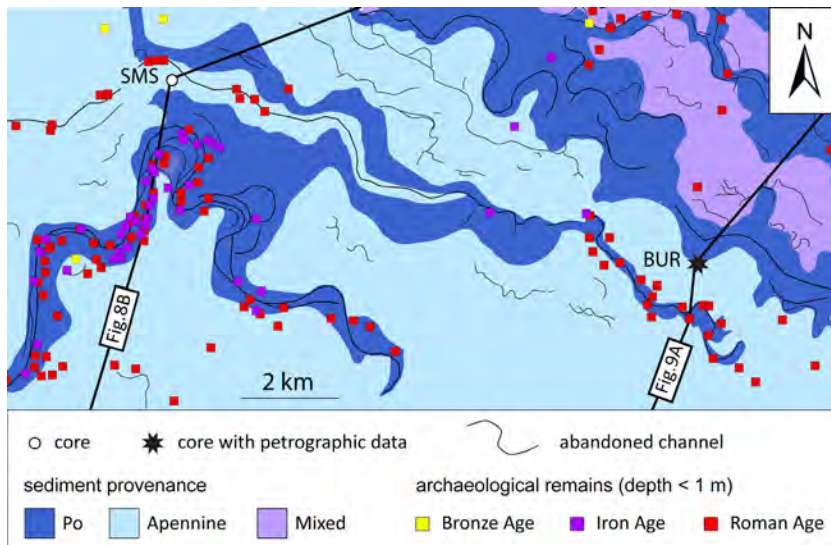 N
SMS
BUR
Fig.8B
Fig.9A
2 km
core
core with petrographic data
abandoned channel
sediment provenance
archaeological remains (depth < 1 m)
Po
Apennine
Mixed
Bronze Age
Iron Age
Roman Age